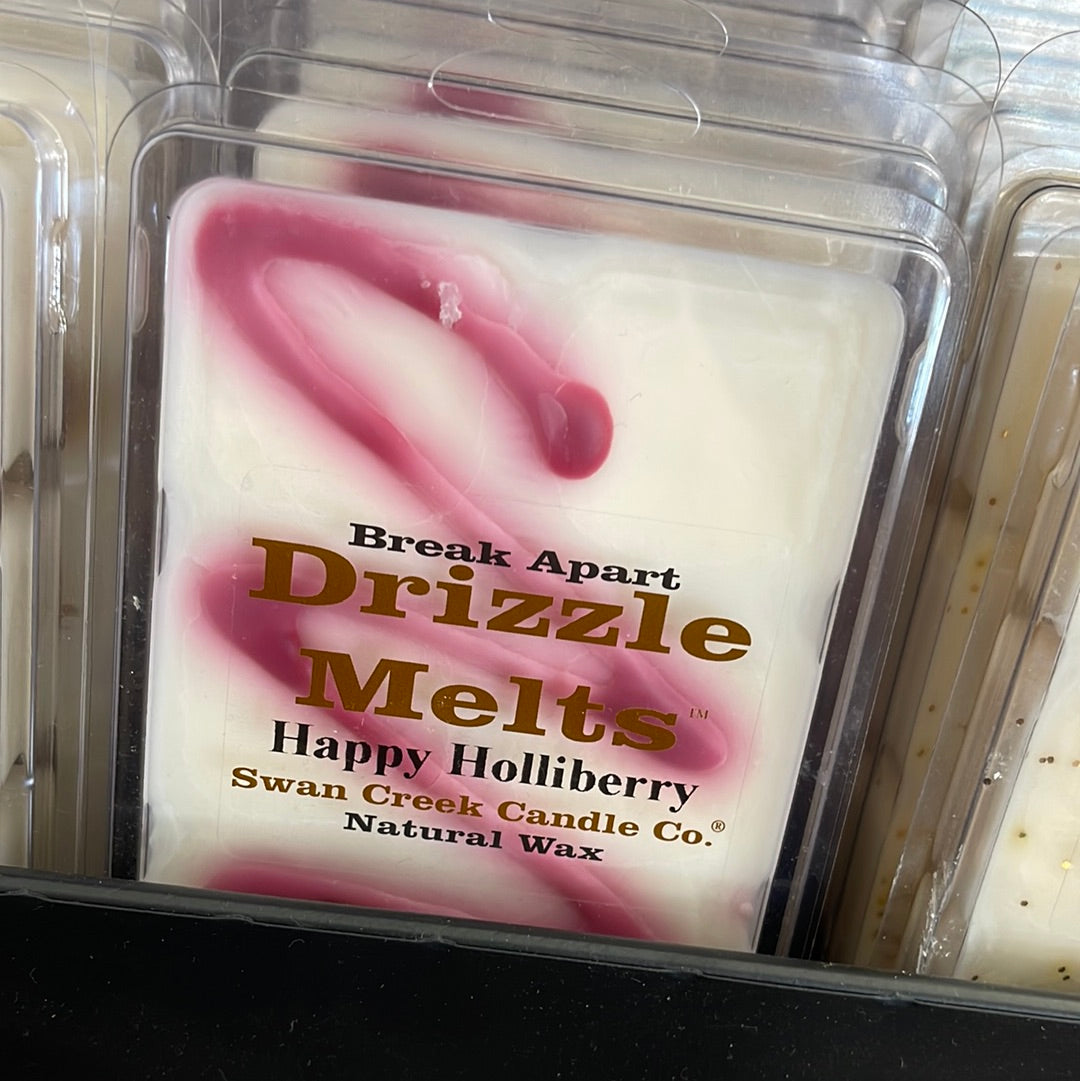 Break Apart
Drizzle
Melts™
Happy Holliberry
Swan Creek Candle Co.®
Natural Wax